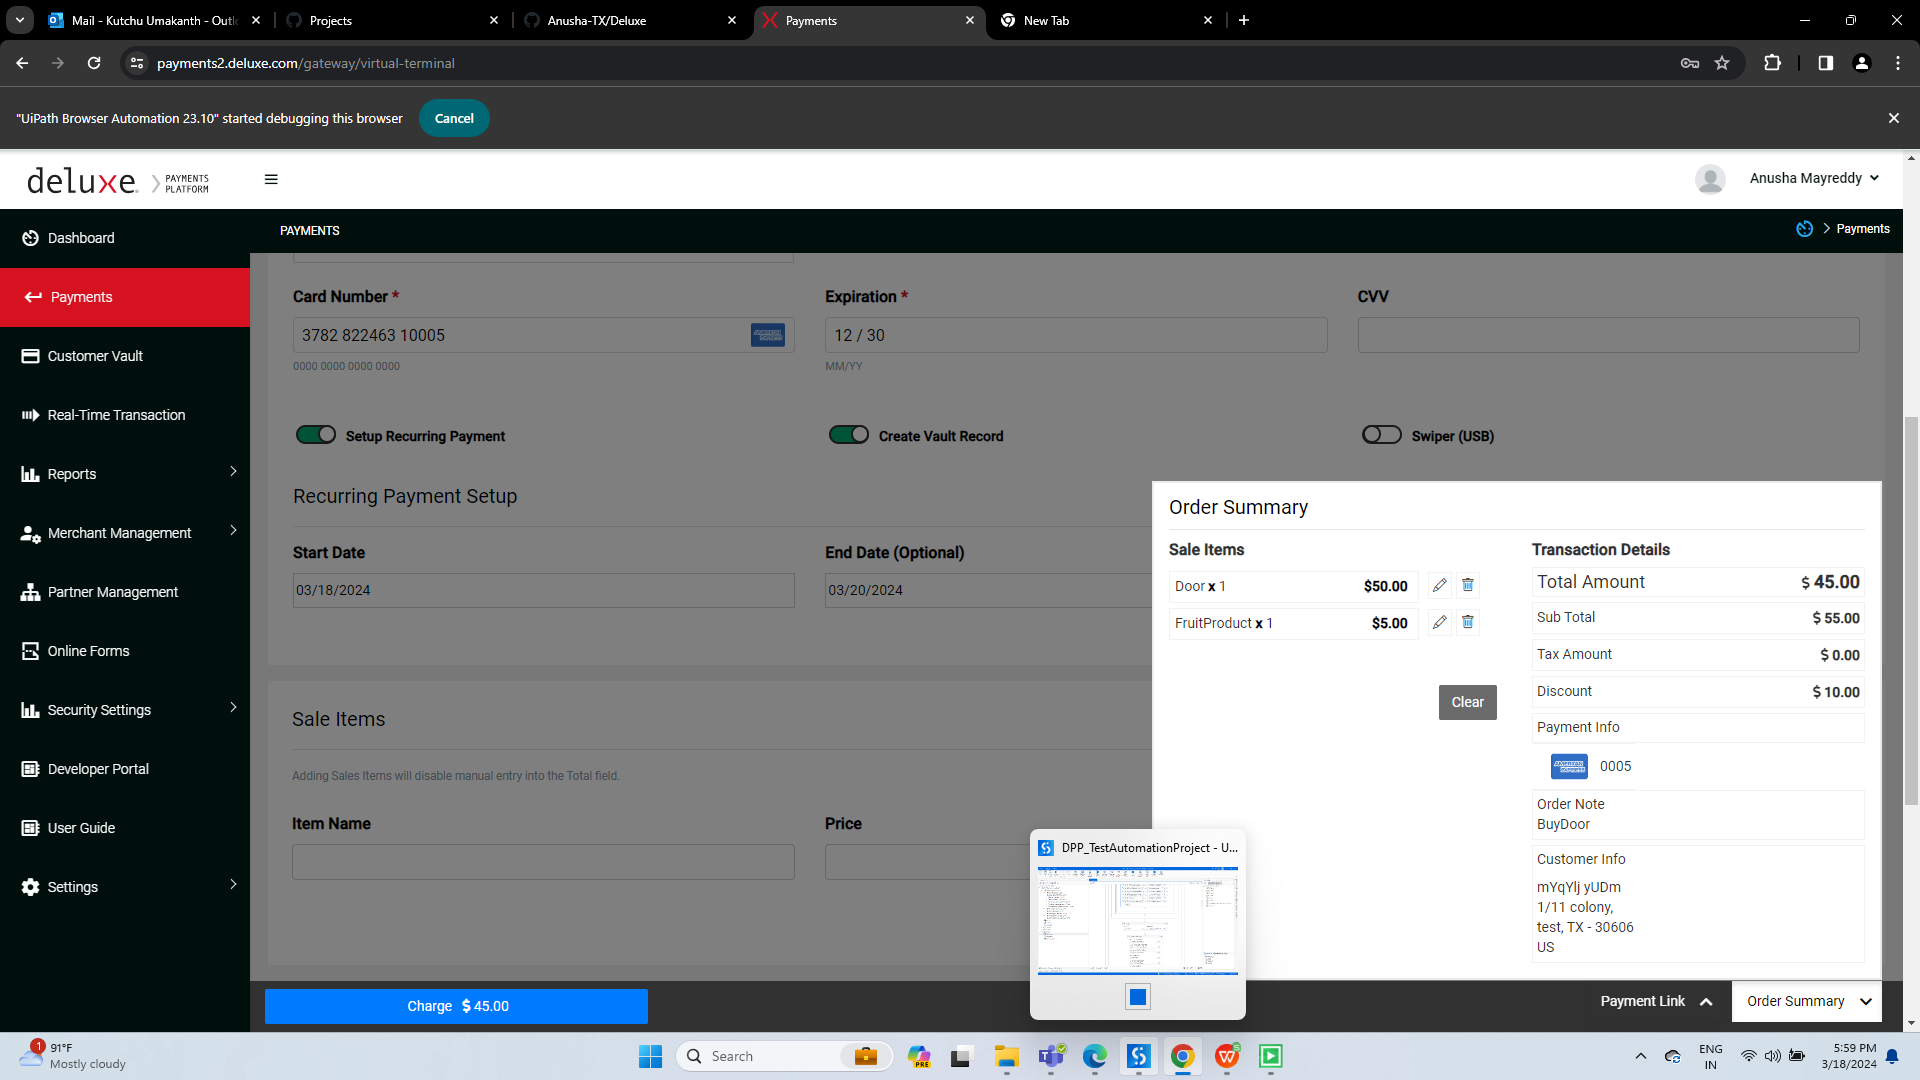 Mail - Kutchu Umakanth - Outl
Projects
Anusha-TX/Deluxe
Payments
New Tab
payments2.deluxe.com/gateway/virtual-terminal
"UiPath Browser Automation 23.10" started debugging this browser
Cancel
deluxe.
PAYMENTS
PLATFORM
Anusha Mayreddy
Dashboard
PAYMENTS
Payments
Payments
Card Number *
Expiration *
CVV
3782 822463 10005
AMERICAN EXPRESS
12 / 30
0000 0000 0000 0000
MM/YY
Customer Vault
Real-Time Transaction
Setup Recurring Payment
Create Vault Record
Swiper (USB)
Reports
Recurring Payment Setup
Merchant Management
Start Date
End Date (Optional)
03/18/2024
03/20/2024
Partner Management
Online Forms
Security Settings
Sale Items
Developer Portal
Adding Sales Items will disable manual entry into the Total field.
User Guide
Item Name
Price
Settings
Order Summary
Sale Items
Door x 1
$50.00
FruitProduct x 1
$5.00
Clear
Transaction Details
Total Amount
$ 45.00
Sub Total
$ 55.00
Tax Amount
$ 0.00
Discount
$ 10.00
Payment Info
AMERICAN EXPRESS
0005
Order Note
BuyDoor
Customer Info
mYqYlj yUDm
1/11 colony,
test, TX - 30606
US
DPP_TestAutomationProject - U...
Charge $ 45.00
Payment Link
Order Summary
1
91°F
Mostly cloudy
Search
PRE
ENG
IN
5:59 PM
3/18/2024